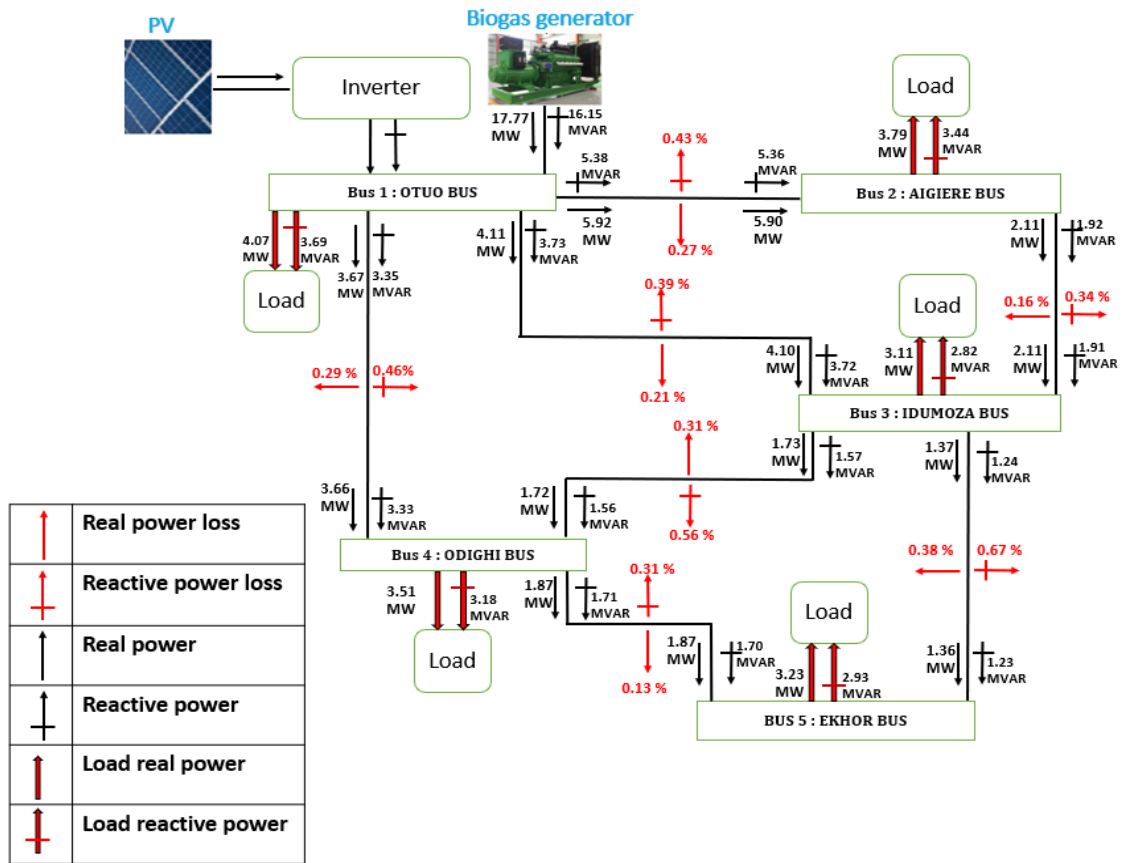 PV
Biogas generator
Inverter
Load
17.77
MW
16.15
MVAR
3.79
MW
3.44
MVAR
0.43 %
5.38
MVAR
5.36
MVAR
Bus 1 : OTUO BUS
Bus 2 : AIGIERE BUS
5.92
MW
5.90
MW
0.27 %
4.07
MW
3.69
MVAR
3.67
MW
3.35
MVAR
4.11
MW
3.73
MVAR
2.11
MW
1.92
MVAR
Load
Load
0.39 %
0.16 %
0.34 %
4.10
MW
3.72
MVAR
3.11
MW
2.82
MVAR
2.11
MW
1.91
MVAR
0.29 %
0.46%
0.21 %
Bus 3 : IDUMOZA BUS
0.31 %
1.73
MW
1.57
MVAR
1.37
MW
1.24
MVAR
3.66
MW
3.33
MVAR
1.72
MW
1.56
MVAR
0.56 %
Bus 4 : ODIGHI BUS
0.38 %
0.67 %
0.31 %
3.51
MW
3.18
MVAR
1.87
MW
1.71
MVAR
Load
Load
1.87
MW
1.70
MVAR
0.13 %
3.23
MW
2.93
MVAR
1.36
MW
1.23
MVAR
BUS 5 : EKHOR BUS
Real power loss
Reactive power loss
Real power
Reactive power
Load real power
Load reactive power